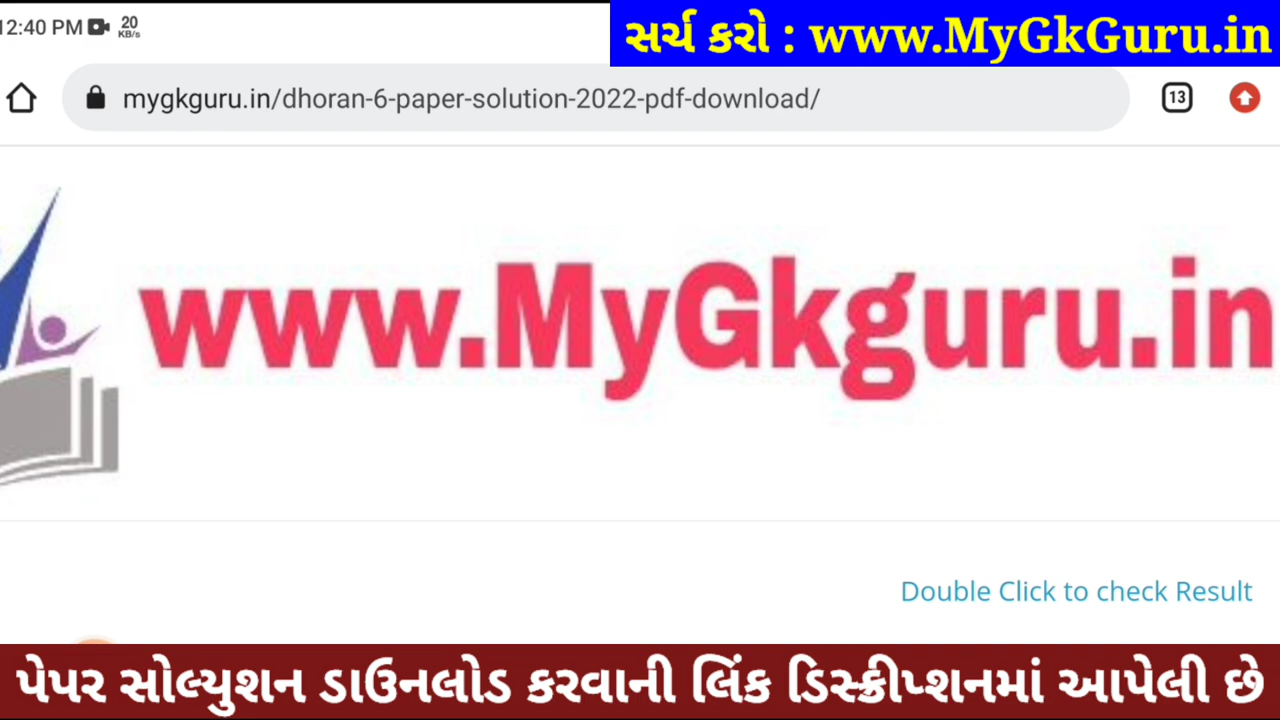 12:40 PM 20 KB/s
સર્ચ કરો : www.MyGkGuru.in
mygkguru.in/dhoran-6-paper-solution-2022-pdf-download/
13
www.MyGkguru.in
Double Click to check Result
પેપર સોલ્યુશન ડાઉનલોડ કરવાની લિંક ડિસ્ક્રીપ્શનમાં આપેલી છે